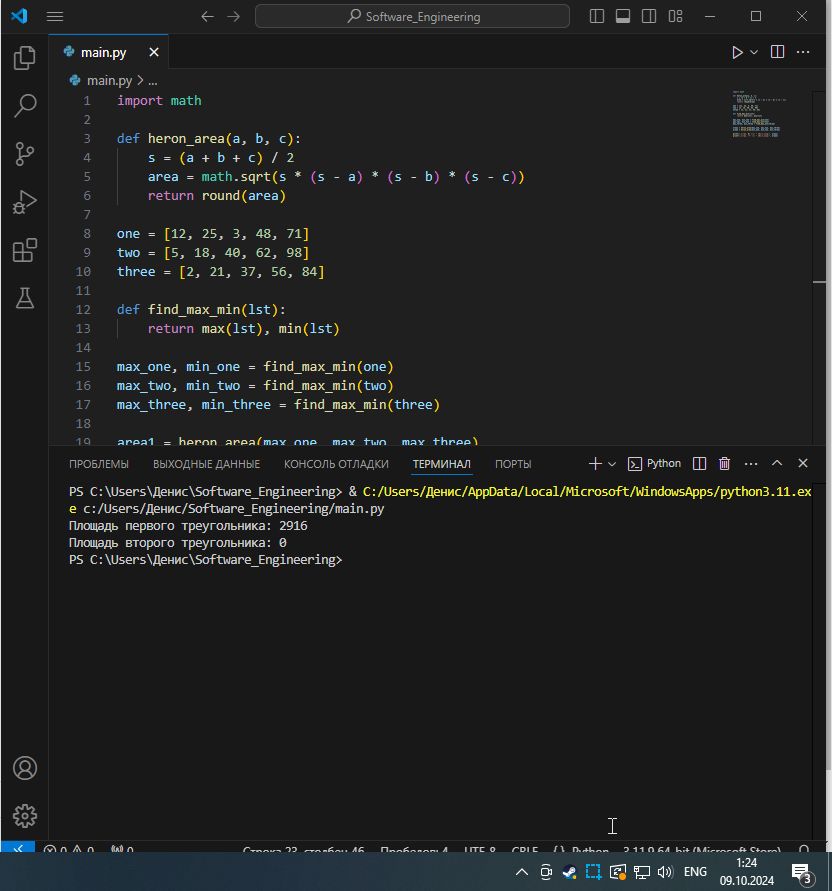 Software_Engineering
main.py
main.py > ...
1 import math
2
3 def heron_area(a, b, c):
4 s = (a + b + c) / 2
5 area = math.sqrt(s * (s - a) * (s - b) * (s - c))
6 return round(area)
7
8 one = [12, 25, 3, 48, 71]
9 two = [5, 18, 40, 62, 98]
10 three = [2, 21, 37, 56, 84]
11
12 def find_max_min(lst):
13 return max(lst), min(lst)
14
15 max_one, min_one = find_max_min(one)
16 max_two, min_two = find_max_min(two)
17 max_three, min_three = find_max_min(three)
18
19 area1 = heron_area(max_one, max_two, max_three)
ПРОБЛЕМЫ ВЫХОДНЫЕ ДАННЫЕ КОНСОЛЬ ОТЛАДКИ ТЕРМИНАЛ ПОРТЫ Python
PS C:\Users\Денис\Software_Engineering> & C:/Users/Денис/AppData/Local/Microsoft/WindowsApps/python3.11.ex
e c:/Users/Денис/Software_Engineering/main.py
Площадь первого треугольника: 2916
Площадь второго треугольника: 0
PS C:\Users\Денис\Software_Engineering>
0 0 0 Строка 23, столбец 46 Пробелов: 4 UTF-8 CRLF {} Python 3.11.9 64-bit (Microsoft Store)
ENG 1:24
09.10.2024 3